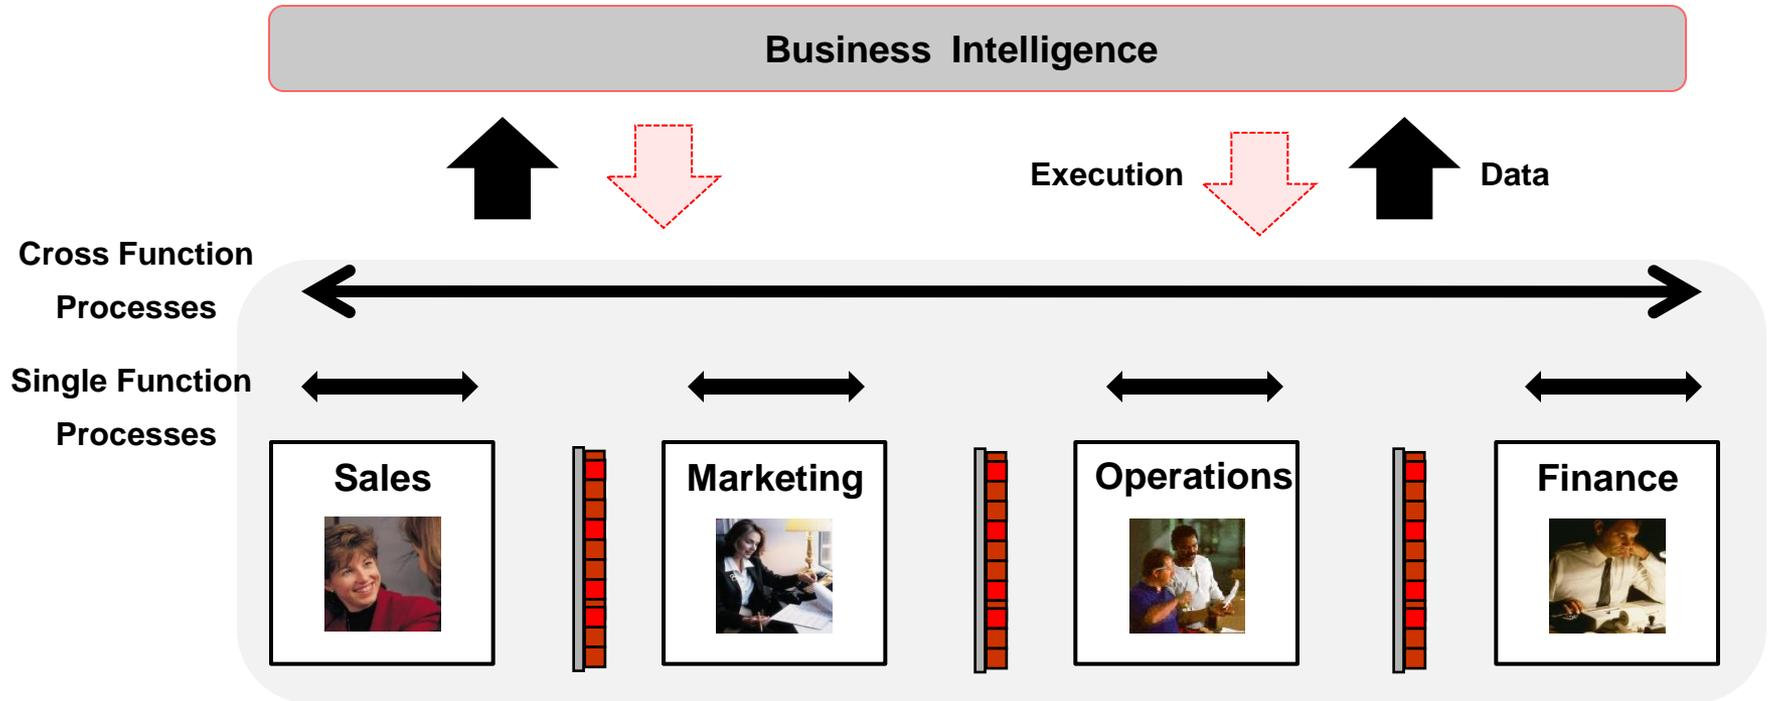 Business Intelligence
Execution
Data
Cross Function
Processes
Single Function
Processes
Sales
Marketing
Operations
Finance